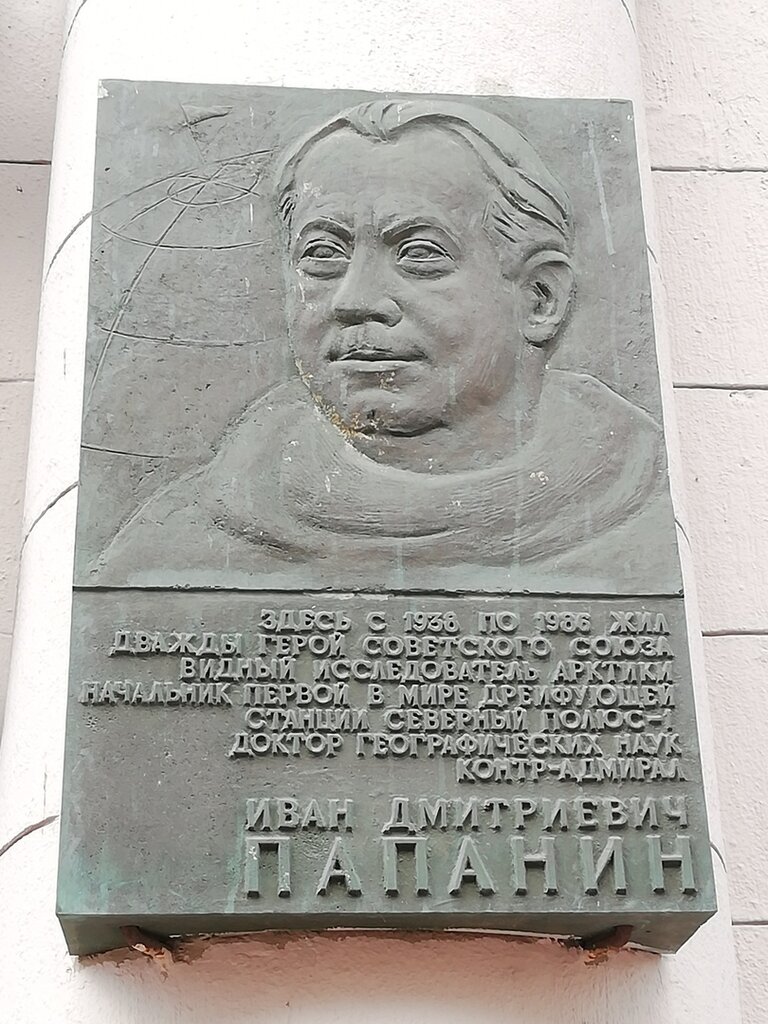 ЗДЕСЬ С 1938 ПО 1986 ЖИЛ
ДВАЖДЫ ГЕРОЙ СОВЕТСКОГО СОЮЗА
ВИДНЫЙ ИССЛЕДОВАТЕЛЬ АРКТИКИ
НАЧАЛЬНИК ПЕРВОЙ В МИРЕ ДРЕЙФУЮЩЕЙ
СТАНЦИИ СЕВЕРНЫЙ ПОЛЮС-1
ДОКТОР ГЕОГРАФИЧЕСКИХ НАУК
КОНТР-АДМИРАЛ
ИВАН ДМИТРИЕВИЧ
ПАПАНИН